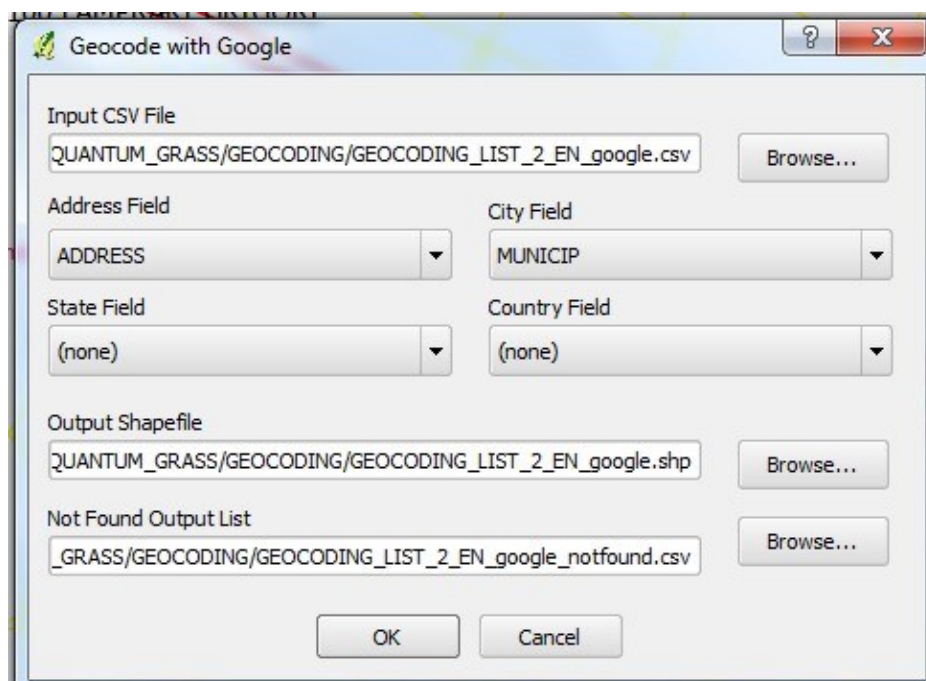 Geocode with Google
Input CSV File
QUANTUM_GRASS/GEOCODING/GEOCODING_LIST_2_EN_google.csv
Browse...
Address Field
City Field
ADDRESS
MUNICIP
State Field
Country Field
(none)
(none)
Output Shapefile
QUANTUM_GRASS/GEOCODING/GEOCODING_LIST_2_EN_google.shp
Browse...
Not Found Output List
_GRASS/GEOCODING/GEOCODING_LIST_2_EN_google_notfound.csv
Browse...
OK
Cancel